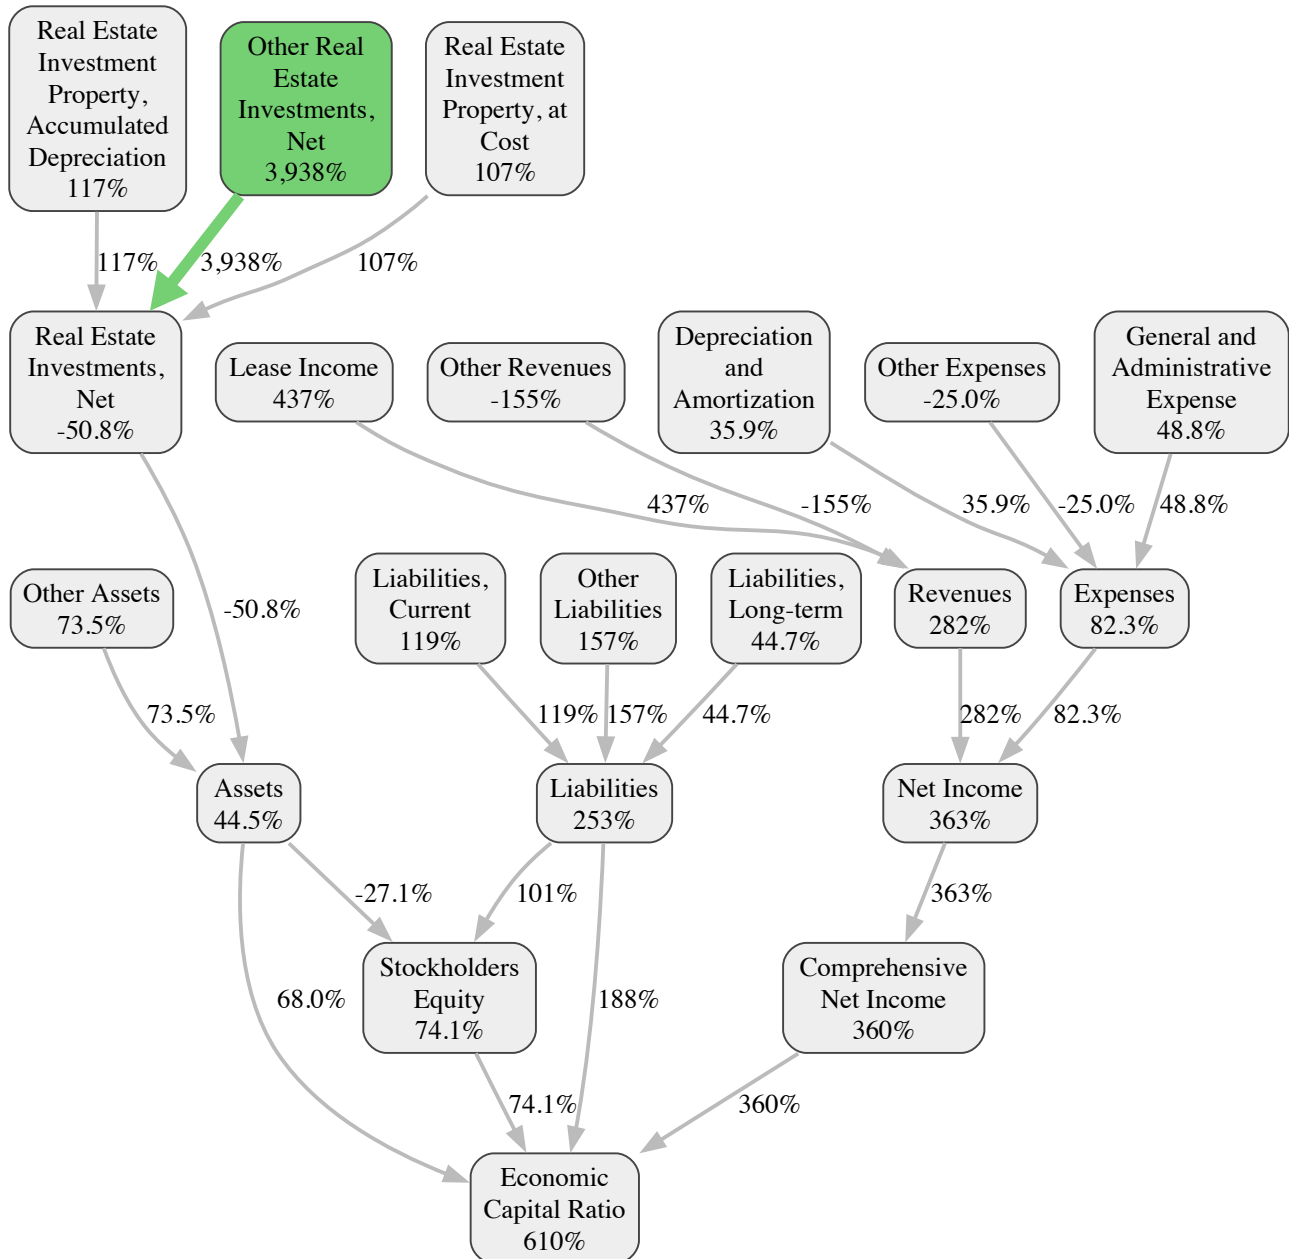 Real Estate
Investment
Property,
Accumulated
Depreciation
117%
Other Real
Estate
Investments,
Net
3,938%
Real Estate
Investment
Property, at
Cost
107%
117%
3,938%
107%
Real Estate
Investments,
Net
-50.8%
Lease Income
437%
Other Revenues
-155%
Depreciation
and
Amortization
35.9%
Other Expenses
-25.0%
General and
Administrative
Expense
48.8%
437%
-155%
35.9%
-25.0%
48.8%
Other Assets
73.5%
-50.8%
Liabilities,
Current
119%
Other
Liabilities
157%
Liabilities,
Long-term
44.7%
Revenues
282%
Expenses
82.3%
73.5%
119%
157%
44.7%
282%
82.3%
Assets
44.5%
Liabilities
253%
Net Income
363%
-27.1%
101%
363%
68.0%
Stockholders
Equity
74.1%
188%
Comprehensive
Net Income
360%
74.1%
360%
Economic
Capital Ratio
610%